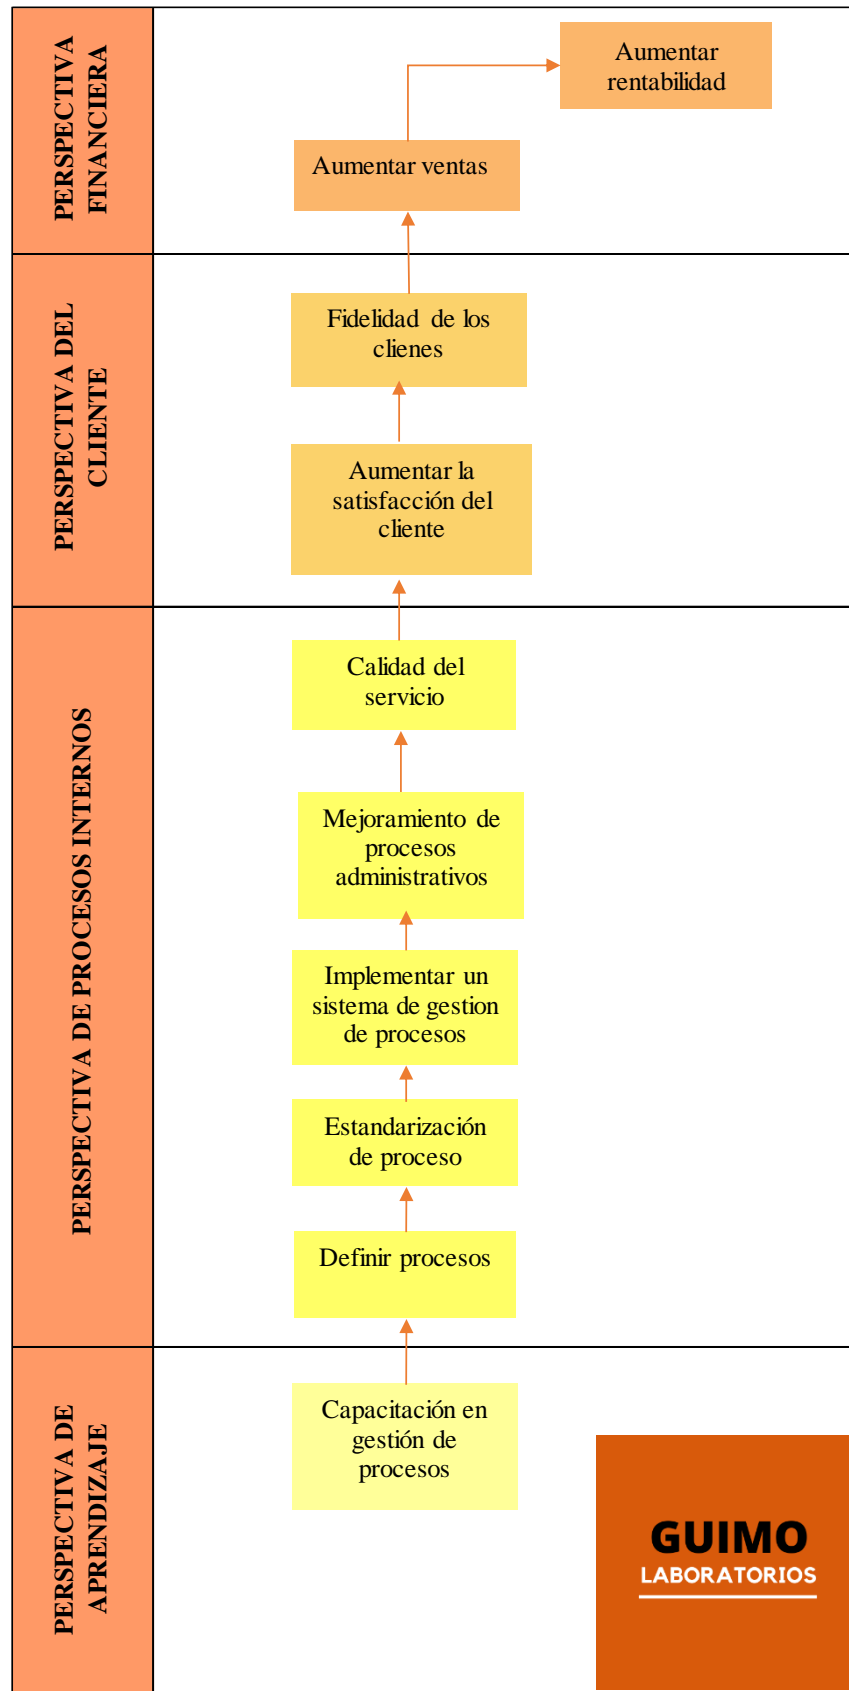 PERSPECTIVA
FINANCIERA
Aumentar
rentabilidad
Aumentar ventas
PERSPECTIVA DEL
CLIENTE
Fidelidad de los
clienes
Aumentar la
satisfacción del
cliente
PERSPECTIVA DE PROCESOS INTERNOS
Calidad del
servicio
Mejoramiento de
procesos
administrativos
Implementar un
sistema de gestion
de procesos
Estandarización
de proceso
Definir procesos
PERSPECTIVA DE
APRENDIZAJE
Capacitación en
gestión de
procesos
GUIMO
LABORATORIOS